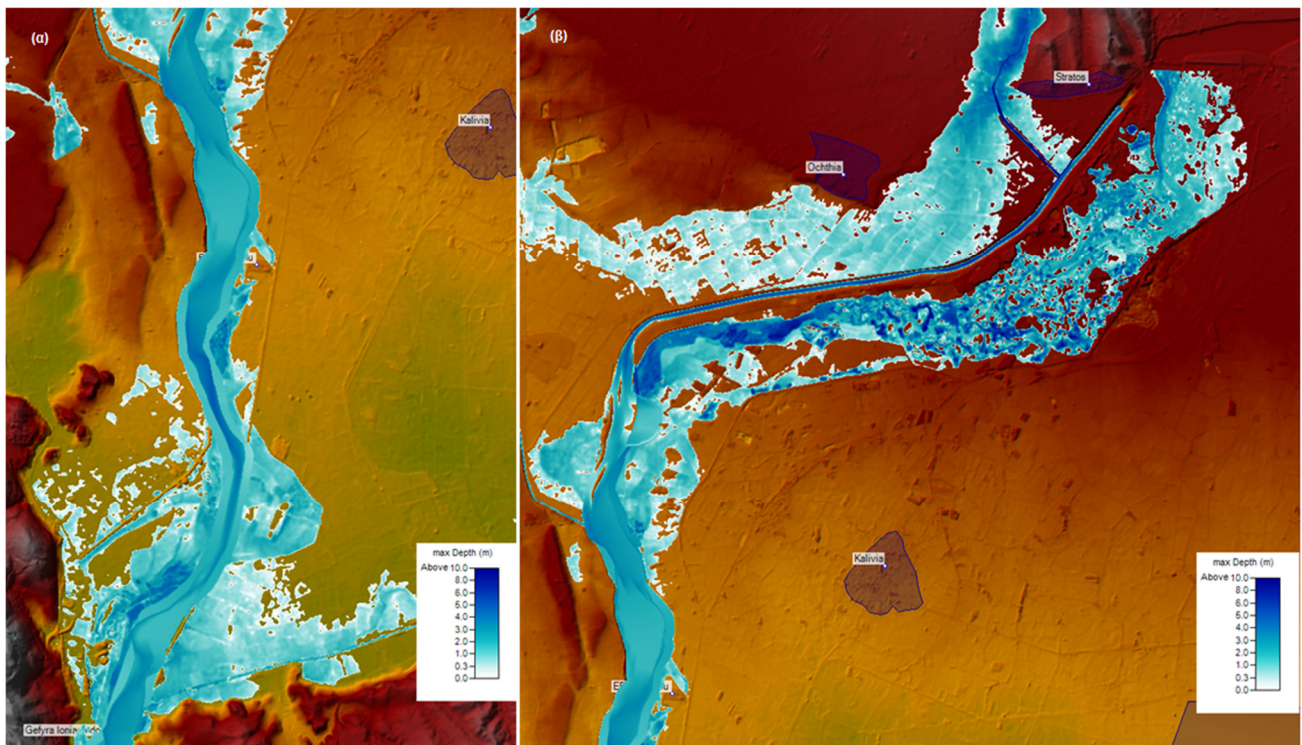 (α)
Kalivia
max Depth (m)
Above 10.0
8.0
6.0
5.0
4.0
3.0
2.0
1.0
0.3
0.0
Gefyra Ionia
(β)
Stratos
Ochthia
Kalivia
max Depth (m)
Above 10.0
8.0
6.0
5.0
4.0
3.0
2.0
1.0
0.3
0.0